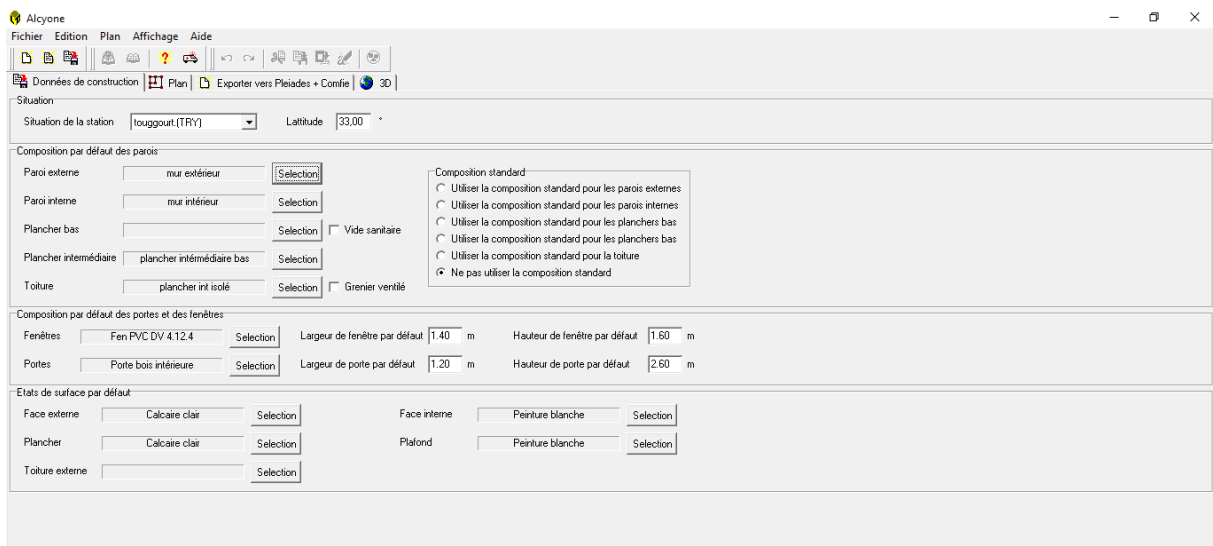 Alcyone
Fichier Edition Plan Affichage Aide
Données de construction Plan Exporter vers Pleiades + Comfie 3D
Situation
Situation de la station touggourt.(TRY) Lattitude 33,00 °
Composition par défaut des parois
Paroi externe mur extérieur Selection
Paroi interne mur intérieur Selection
Plancher bas Selection Vide sanitaire
Plancher intermédiaire plancher intérmédiaire bas Selection
Toiture plancher int isolé Selection Grenier ventilé
Composition standard
Utiliser la composition standard pour les parois externes
Utiliser la composition standard pour les parois internes
Utiliser la composition standard pour les planchers bas
Utiliser la composition standard pour les planchers bas
Utiliser la composition standard pour la toiture
Ne pas utiliser la composition standard
Composition par défaut des portes et des fenêtres
Fenêtres Fen PVC DV 4.12.4 Selection Largeur de fenêtre par défaut 1.40 m Hauteur de fenêtre par défaut 1.60 m
Portes Porte bois intérieure Selection Largeur de porte par défaut 1.20 m Hauteur de porte par défaut 2.60 m
Etats de surface par défaut
Face externe Calcaire clair Selection Face interne Peinture blanche Selection
Plancher Calcaire clair Selection Plafond Peinture blanche Selection
Toiture externe Selection